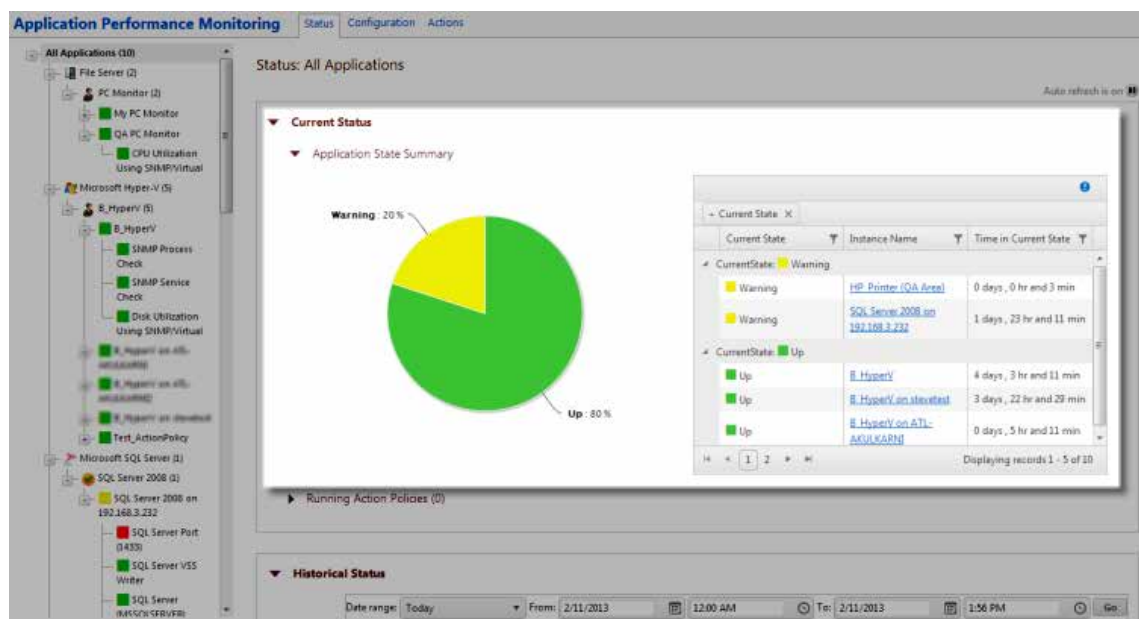 Application Performance Monitoring
Status Configuration Actions
All Applications (10)
File Server (2)
PC Monitor (2)
My PC Monitor
QA PC Monitor
CPU Utilization
Using SNMP/Virtual
Microsoft Hyper-V (5)
B_HyperV (5)
B_HyperV
SNMP Process
Check
SNMP Service
Check
Disk Utilization
Using SNMP/Virtual
Test_ActionPolicy
Microsoft SQL Server (1)
SQL Server 2008 (1)
SQL Server 2008 on
192.168.3.232
SQL Server Port
(1433)
SQL Server VSS
Writer
SQL Server
(MSSQLSERVER)
Status: All Applications
Auto refresh is on
Current Status
Application State Summary
Warning : 20 %
Up : 80 %
Current State X
Current State Instance Name Time in Current State
CurrentState: Warning
Warning HP Printer (QA Area) 0 days , 0 hr and 3 min
Warning SQL Server 2008 on 192.168.3.232 1 days , 23 hr and 11 min
CurrentState: Up
Up B_HyperV 4 days , 3 hr and 11 min
Up B_HyperV on stevetest 3 days , 22 hr and 29 min
Up B_HyperV on ATL-AKULKARNI 0 days , 5 hr and 11 min
1 2 Displaying records 1 - 5 of 10
Running Action Policies (0)
Historical Status
Date range: Today From: 2/11/2013 12:00 AM To: 2/11/2013 1:56 PM Go